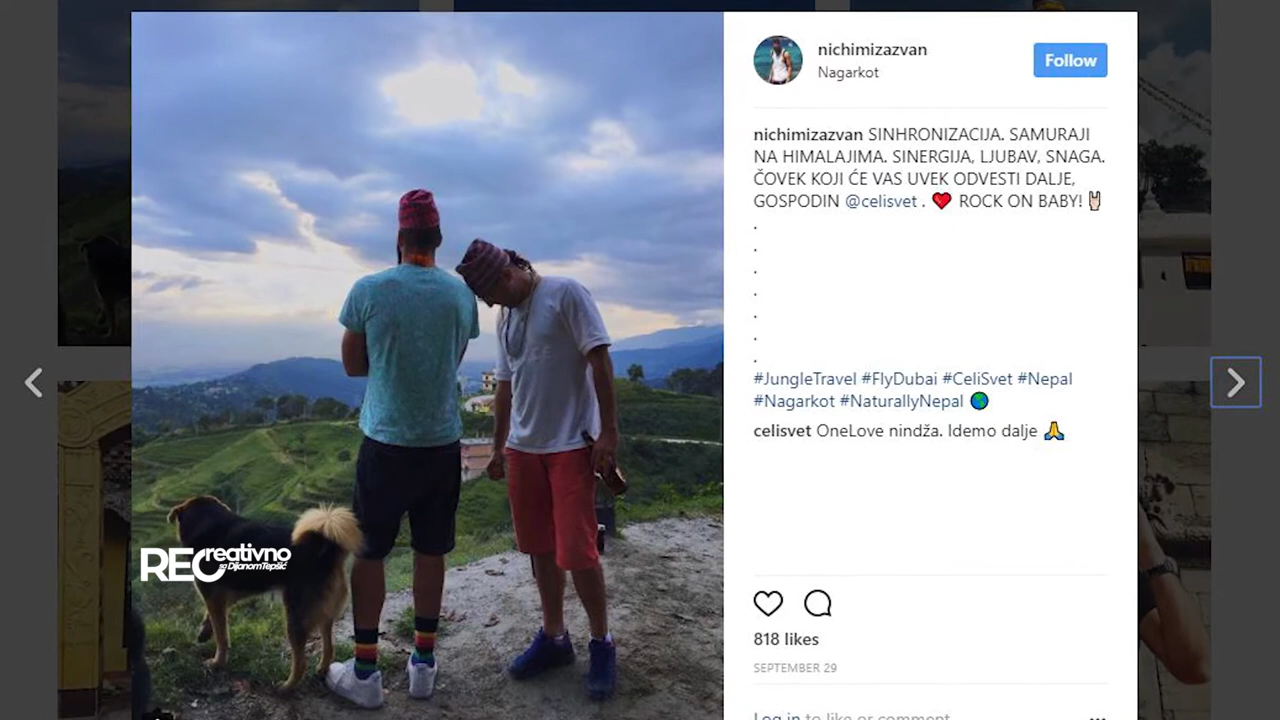 nichimizazvan
Nagarkot
Follow
nichimizazvan SINHRONIZACIJA. SAMURAJI
NA HIMALAJIMA. SINERGIJA, LJUBAV, SNAGA.
ČOVEK KOJI ĆE VAS UVEK ODVESTI DALJE,
GOSPODIN @celisvet . ❤️ ROCK ON BABY! 🤘🏻
.
.
.
.
.
.
.
#JungleTravel #FlyDubai #CeliSvet #Nepal
#Nagarkot #NaturallyNepal 🌍
celisvet OneLove nindža. Idemo dalje 🙏
RECreativno
sa Dijanom Tepšić
818 likes
SEPTEMBER 29
Log in to like or comment.